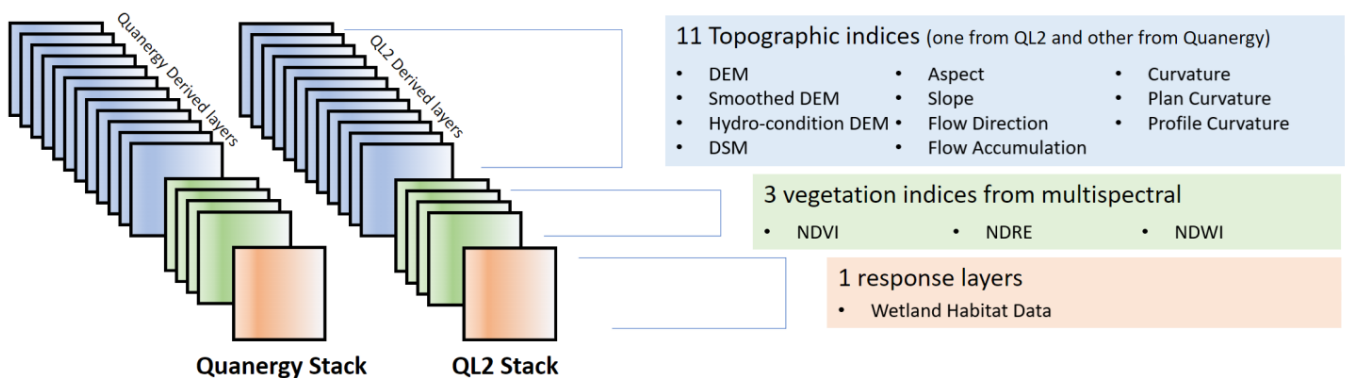 Quanergy Derived layers
QL2 Derived layers
11 Topographic indices (one from QL2 and other from Quanergy)
• DEM
• Smoothed DEM
• Hydro-condition DEM
• DSM
• Aspect
• Slope
• Flow Direction
• Flow Accumulation
• Curvature
• Plan Curvature
• Profile Curvature
3 vegetation indices from multispectral
• NDVI • NDRE • NDWI
1 response layers
• Wetland Habitat Data
Quanergy Stack
QL2 Stack